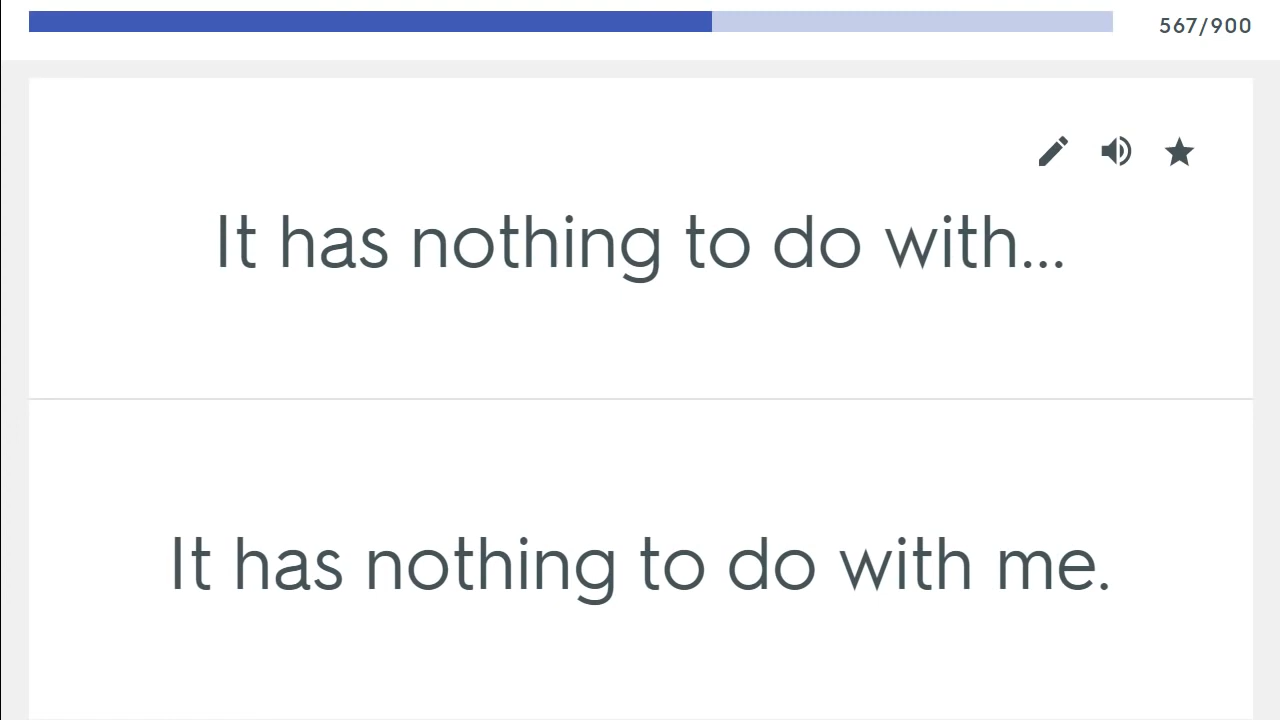 567/900
It has nothing to do with...
It has nothing to do with me.